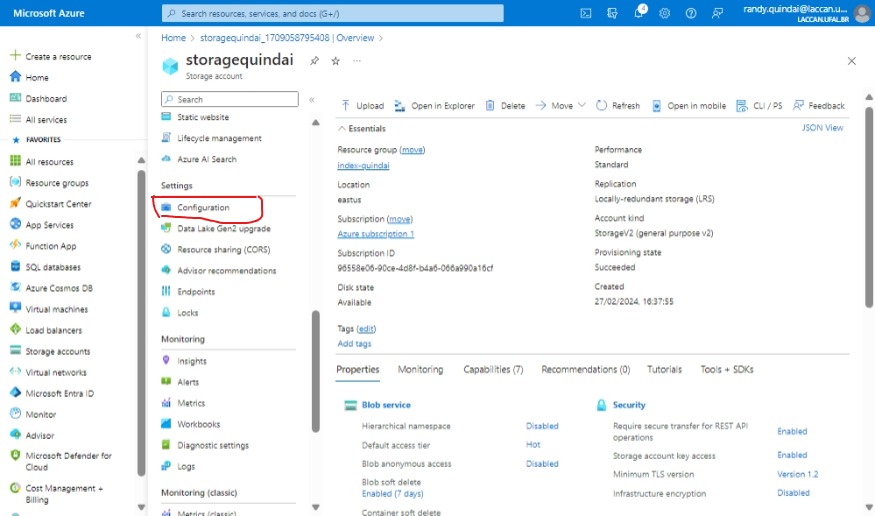 Microsoft Azure
Search resources, services, and docs (G+/)
4
randy.quindai@laccan.u...
LACCAN.UFAL.BR
Create a resource
Home
Dashboard
All services
FAVORITES
All resources
Resource groups
Quickstart Center
App Services
Function App
SQL databases
Azure Cosmos DB
Virtual machines
Load balancers
Storage accounts
Virtual networks
Microsoft Entra ID
Monitor
Advisor
Microsoft Defender for
Cloud
Cost Management +
Billing
Home > storagequindai_1709058795408 | Overview >
storagequindai
Storage account
Search
Static website
Lifecycle management
Azure AI Search
Settings
Configuration
Data Lake Gen2 upgrade
Resource sharing (CORS)
Advisor recommendations
Endpoints
Locks
Monitoring
Insights
Alerts
Metrics
Workbooks
Diagnostic settings
Logs
Monitoring (classic)
Metrics (classic)
Upload Open in Explorer Delete Move Refresh Open in mobile CLI / PS Feedback
Essentials
JSON View
Resource group (move)
index-quindai
Location
eastus
Subscription (move)
Azure subscription 1
Subscription ID
96558e06-90ce-4d8f-b4a6-066a990a16cf
Disk state
Available
Performance
Standard
Replication
Locally-redundant storage (LRS)
Account kind
StorageV2 (general purpose v2)
Provisioning state
Succeeded
Created
27/02/2024, 16:37:55
Tags (edit)
Add tags
Properties Monitoring Capabilities (7) Recommendations (0) Tutorials Tools + SDKs
Blob service
Hierarchical namespace Disabled
Default access tier Hot
Blob anonymous access Disabled
Blob soft delete
Enabled (7 days)
Container soft delete
Security
Require secure transfer for REST API
operations Enabled
Storage account key access Enabled
Minimum TLS version Version 1.2
Infrastructure encryption Disabled